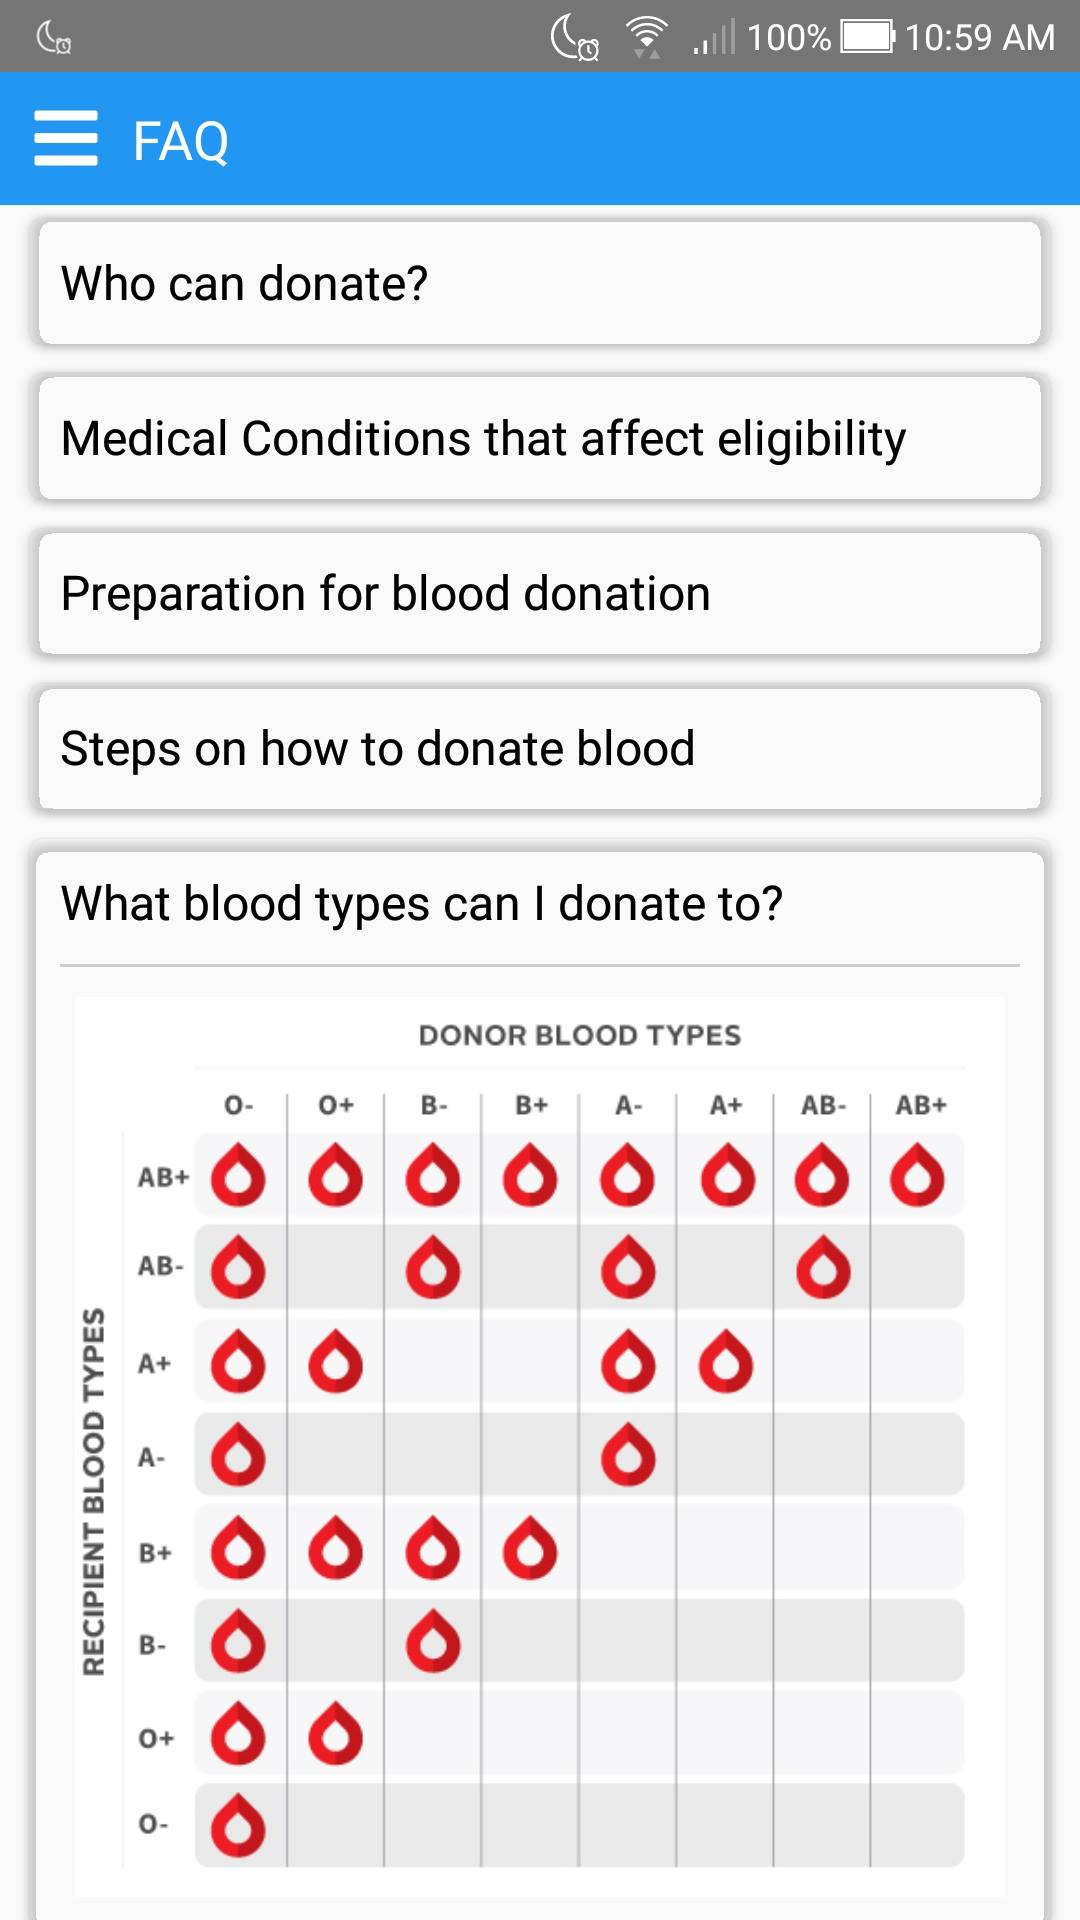 100% 10:59 AM
FAQ
Who can donate?
Medical Conditions that affect eligibility
Preparation for blood donation
Steps on how to donate blood
What blood types can I donate to?
DONOR BLOOD TYPES
O- O+ B- B+ A- A+ AB- AB+
RECIPIENT BLOOD TYPES
AB+
AB-
A+
A-
B+
B-
O+
O-